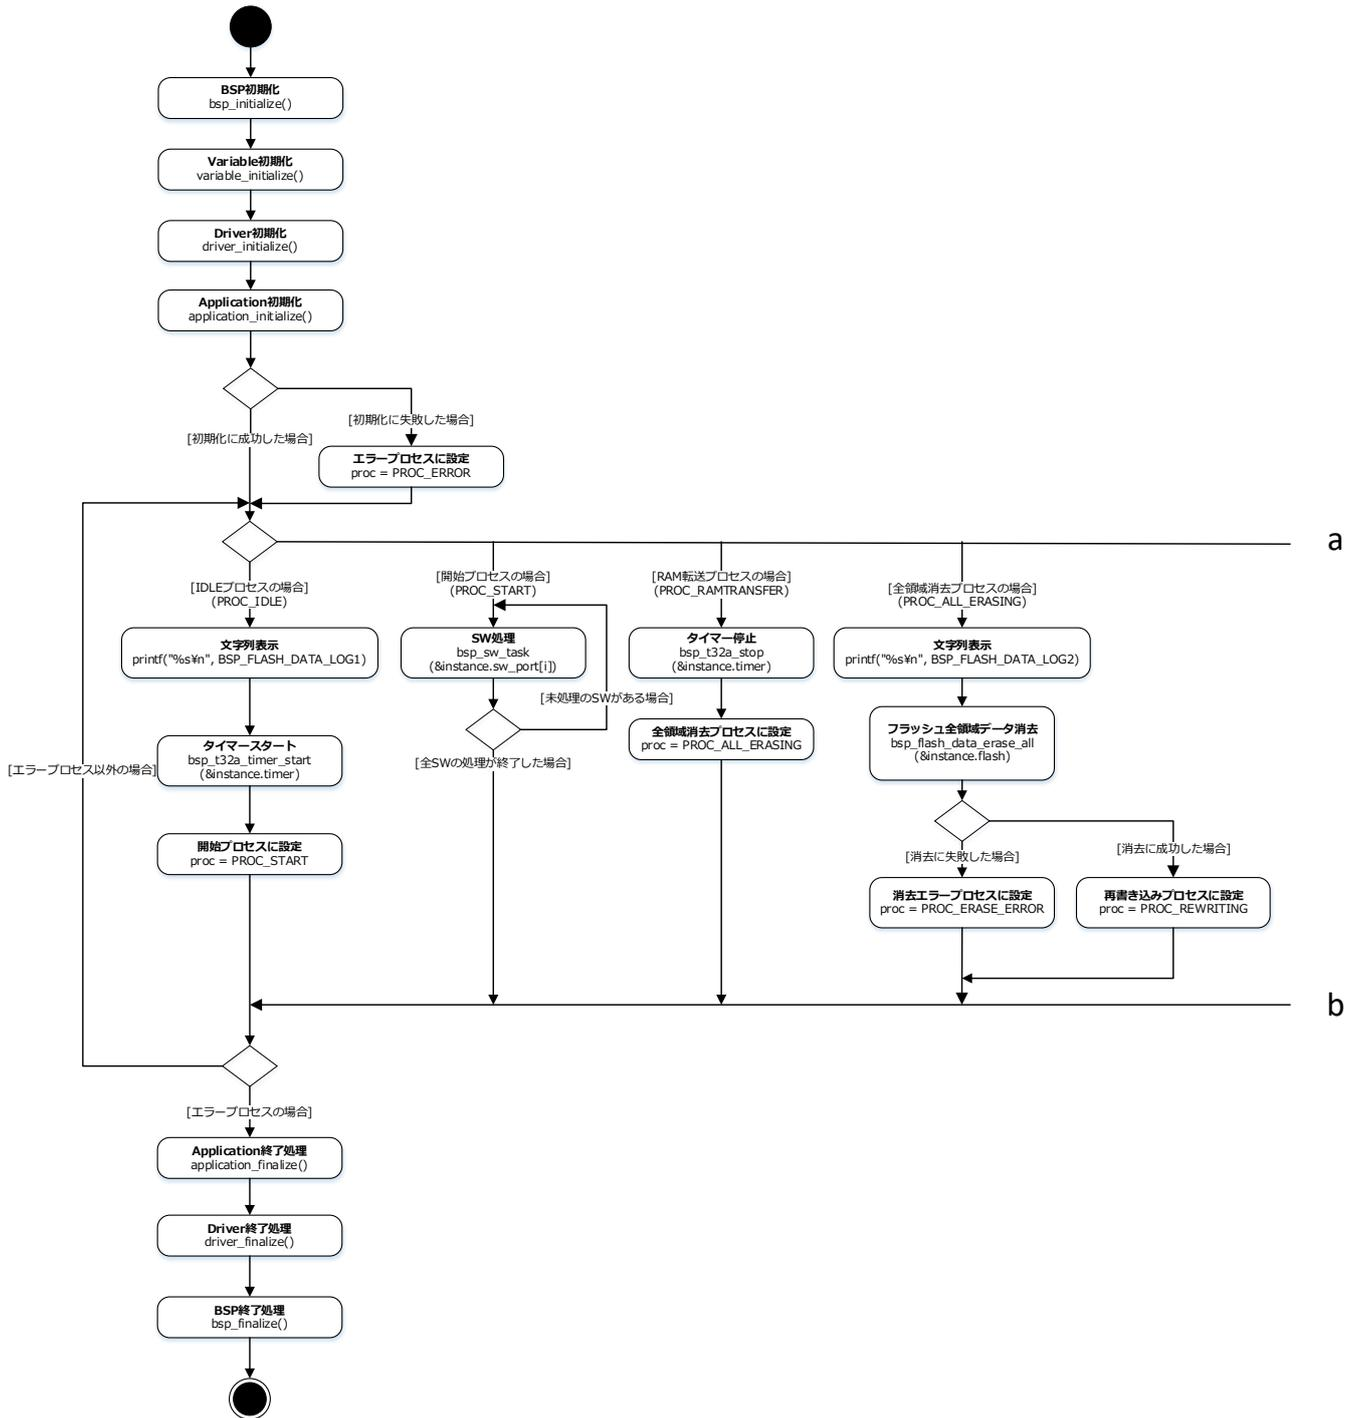 BSP初期化
bsp_initialize()
Variable初期化
variable_initialize()
Driver初期化
driver_initialize()
Application初期化
application_initialize()
[初期化に失敗した場合]
[初期化に成功した場合]
エラープロセスに設定
proc = PROC_ERROR
a
[IDLEプロセスの場合]
(PROC_IDLE)
[開始プロセスの場合]
(PROC_START)
[RAM転送プロセスの場合]
(PROC_RAMTRANSFER)
[全領域消去プロセスの場合]
(PROC_ALL_ERASING)
文字列表示
printf("%s¥n", BSP_FLASH_DATA_LOG1)
SW処理
bsp_sw_task
(&instance.sw_port[i])
タイマー停止
bsp_t32a_stop
(&instance.timer)
文字列表示
printf("%s¥n", BSP_FLASH_DATA_LOG2)
[未処理のSWがある場合]
[全SWの処理が終了した場合]
全領域消去プロセスに設定
proc = PROC_ALL_ERASING
フラッシュ全領域データ消去
bsp_flash_data_erase_all
(&instance.flash)
[エラープロセス以外の場合]
タイマースタート
bsp_t32a_timer_start
(&instance.timer)
開始プロセスに設定
proc = PROC_START
[消去に失敗した場合]
[消去に成功した場合]
消去エラープロセスに設定
proc = PROC_ERASE_ERROR
再書き込みプロセスに設定
proc = PROC_REWRITING
b
[エラープロセスの場合]
Application終了処理
application_finalize()
Driver終了処理
driver_finalize()
BSP終了処理
bsp_finalize()